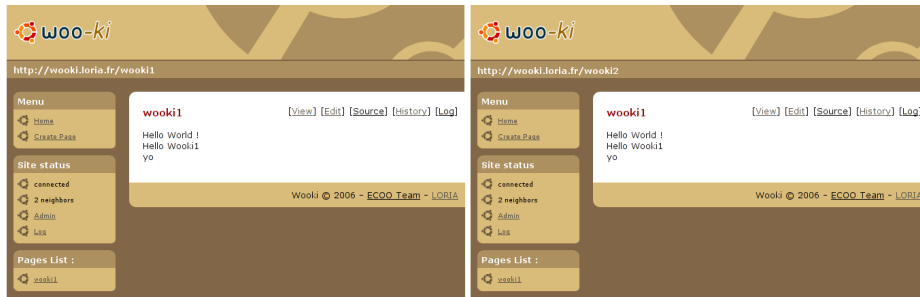 woo-ki
http://wooki.loria.fr/wooki1
Menu
Home
Create Page
Site status
connected
2 neighbors
Admin
Log
Pages List :
wooki1
wooki1
[View] [Edit] [Source] [History] [Log]
Hello World !
Hello Wooki1
yo
Wooki © 2006 - ECOO Team - LORIA
woo-ki
http://wooki.loria.fr/wooki2
Menu
Home
Create Page
Site status
connected
2 neighbors
Admin
Log
Pages List :
wooki1
wooki1
[View] [Edit] [Source] [History] [Log]
Hello World !
Hello Wooki1
yo
Wooki © 2006 - ECOO Team - LORIA